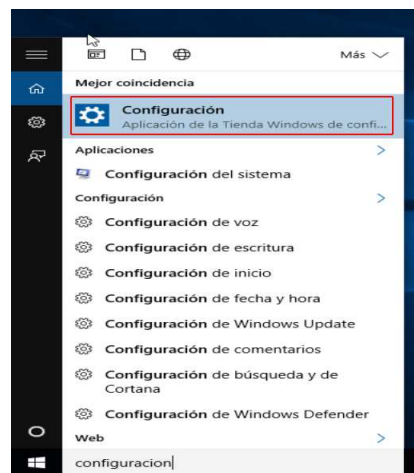 Más
Mejor coincidencia
Configuración
Aplicación de la Tienda Windows de confi...
Aplicaciones
Configuración del sistema
Configuración
Configuración de voz
Configuración de escritura
Configuración de inicio
Configuración de fecha y hora
Configuración de Windows Update
Configuración de comentarios
Configuración de búsqueda y de
Cortana
Configuración de Windows Defender
Web
configuracion